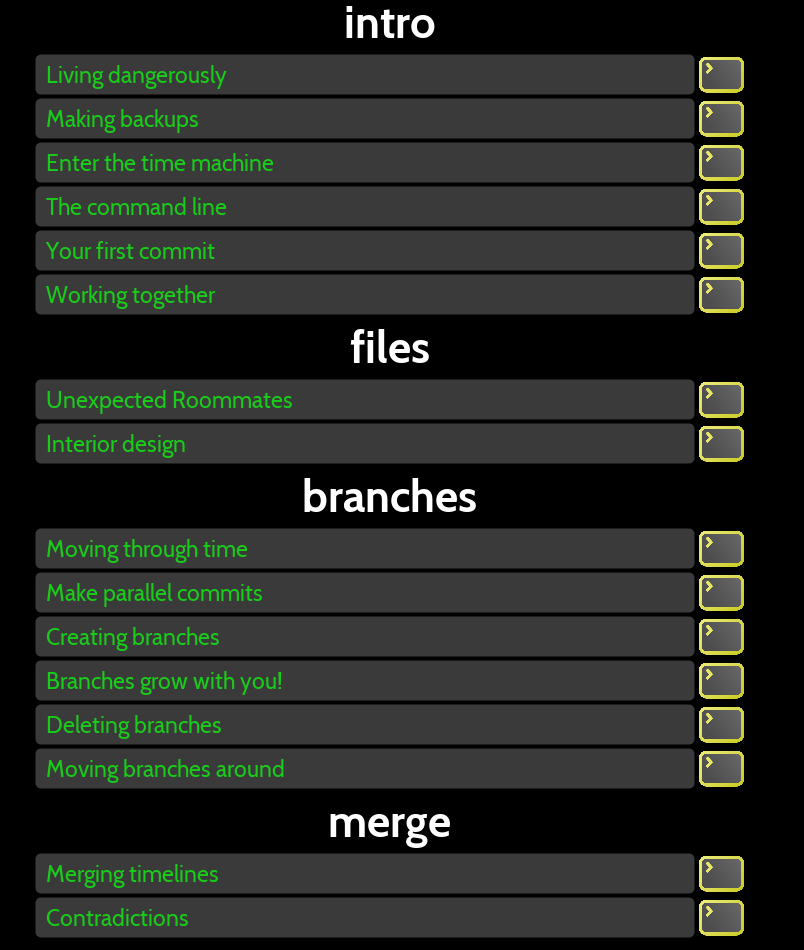 intro
Living dangerously
Making backups
Enter the time machine
The command line
Your first commit
Working together
files
Unexpected Roommates
Interior design
branches
Moving through time
Make parallel commits
Creating branches
Branches grow with you!
Deleting branches
Moving branches around
merge
Merging timelines
Contradictions